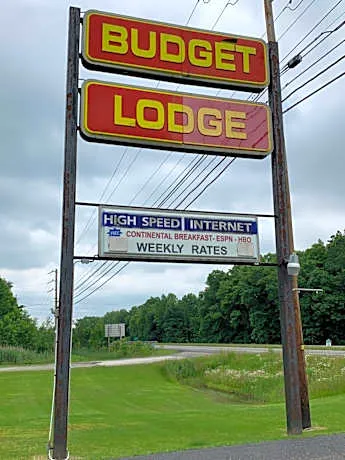 BUDGET
LODGE
HIGH SPEED INTERNET
CONTINENTAL BREAKFAST - ESPN - HBO
WEEKLY RATES